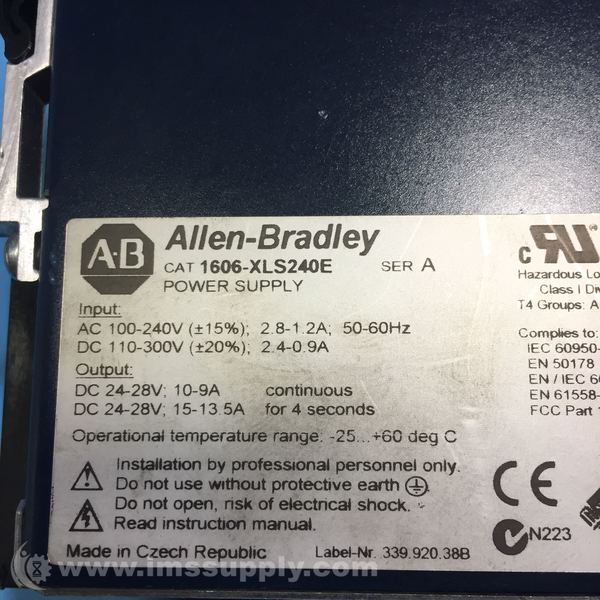 A-B Allen-Bradley
CAT 1606-XLS240E SER A
POWER SUPPLY
Input:
AC 100-240V (±15%); 2.8-1.2A; 50-60Hz
DC 110-300V (±20%); 2.4-0.9A
Output:
DC 24-28V; 10-9A continuous
DC 24-28V; 15-13.5A for 4 seconds
Operational temperature range: -25...+60 deg C
Installation by professional personnel only.
Do not use without protective earth
Do not open, risk of electrical shock.
Read instruction manual.
Made in Czech Republic Label-Nr. 339.920.38B
c RU
Hazardous
Class I
T4 Groups:
Complies to:
IEC 60950-
EN 50178
EN / IEC
EN 61558-
FCC Part
CE
N223
www.imssupply.com